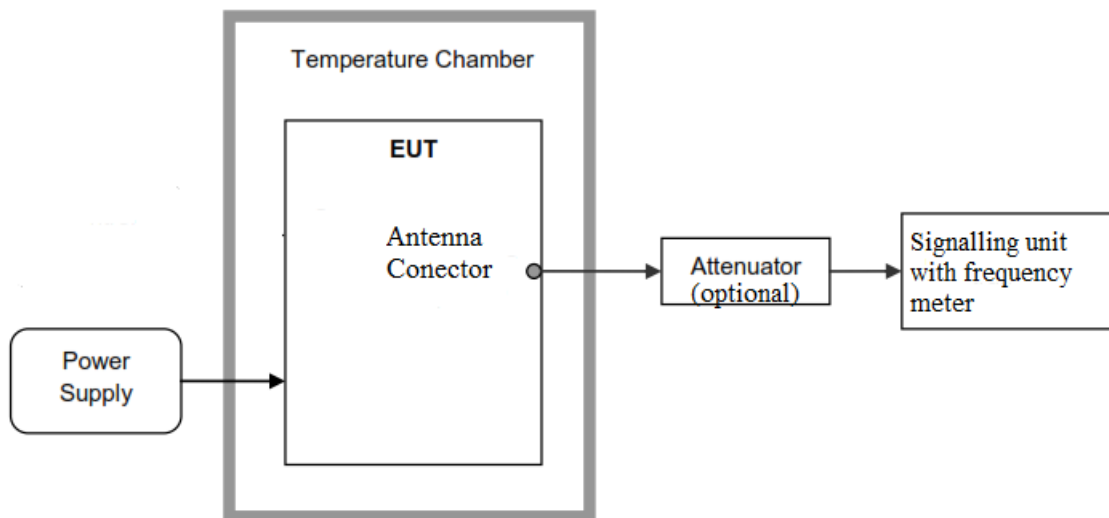 Temperature Chamber
EUT
Antenna
Conector
Attenuator
(optional)
Signalling unit
with frequency
meter
Power
Supply